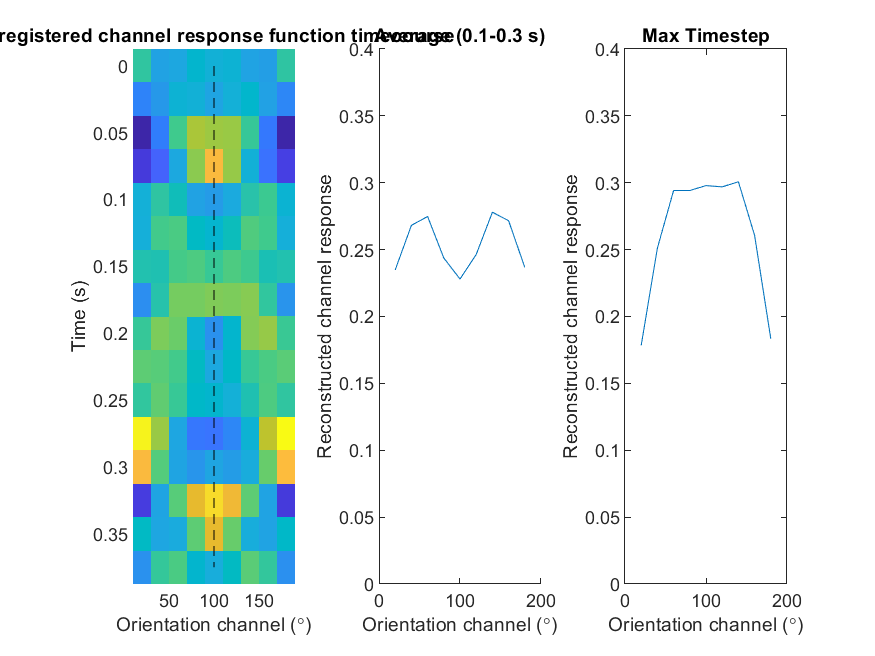 registered channel response function timecourse
Average (0.1-0.3 s)
Max Timestep
0
0.05
0.1
0.15
0.2
0.25
0.3
0.35
Time (s)
50 100 150
Orientation channel (°)
0.4
0.35
0.3
0.25
0.2
0.15
0.1
0.05
0
Reconstructed channel response
0 100 200
Orientation channel (°)
0.4
0.35
0.3
0.25
0.2
0.15
0.1
0.05
0
Reconstructed channel response
0 100 200
Orientation channel (°)